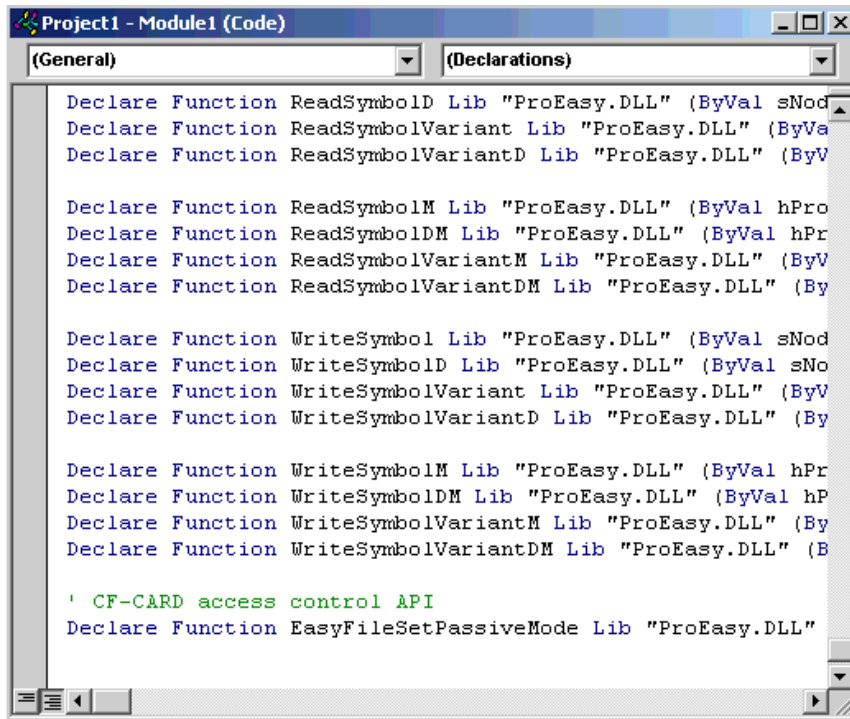 Project1 - Module1 (Code)
(General) (Declarations)
Declare Function ReadSymbolD Lib "ProEasy.DLL" (ByVal sNod
Declare Function ReadSymbolVariant Lib "ProEasy.DLL" (ByVa
Declare Function ReadSymbolVariantD Lib "ProEasy.DLL" (ByV
Declare Function ReadSymbolM Lib "ProEasy.DLL" (ByVal hPro
Declare Function ReadSymbolDM Lib "ProEasy.DLL" (ByVal hPr
Declare Function ReadSymbolVariantM Lib "ProEasy.DLL" (ByV
Declare Function ReadSymbolVariantDM Lib "ProEasy.DLL" (By
Declare Function WriteSymbol Lib "ProEasy.DLL" (ByVal sNod
Declare Function WriteSymbolD Lib "ProEasy.DLL" (ByVal sNo
Declare Function WriteSymbolVariant Lib "ProEasy.DLL" (ByV
Declare Function WriteSymbolVariantD Lib "ProEasy.DLL" (By
Declare Function WriteSymbolM Lib "ProEasy.DLL" (ByVal hPr
Declare Function WriteSymbolDM Lib "ProEasy.DLL" (ByVal hP
Declare Function WriteSymbolVariantM Lib "ProEasy.DLL" (By
Declare Function WriteSymbolVariantDM Lib "ProEasy.DLL" (B
' CF-CARD access control API
Declare Function EasyFileSetPassiveMode Lib "ProEasy.DLL"